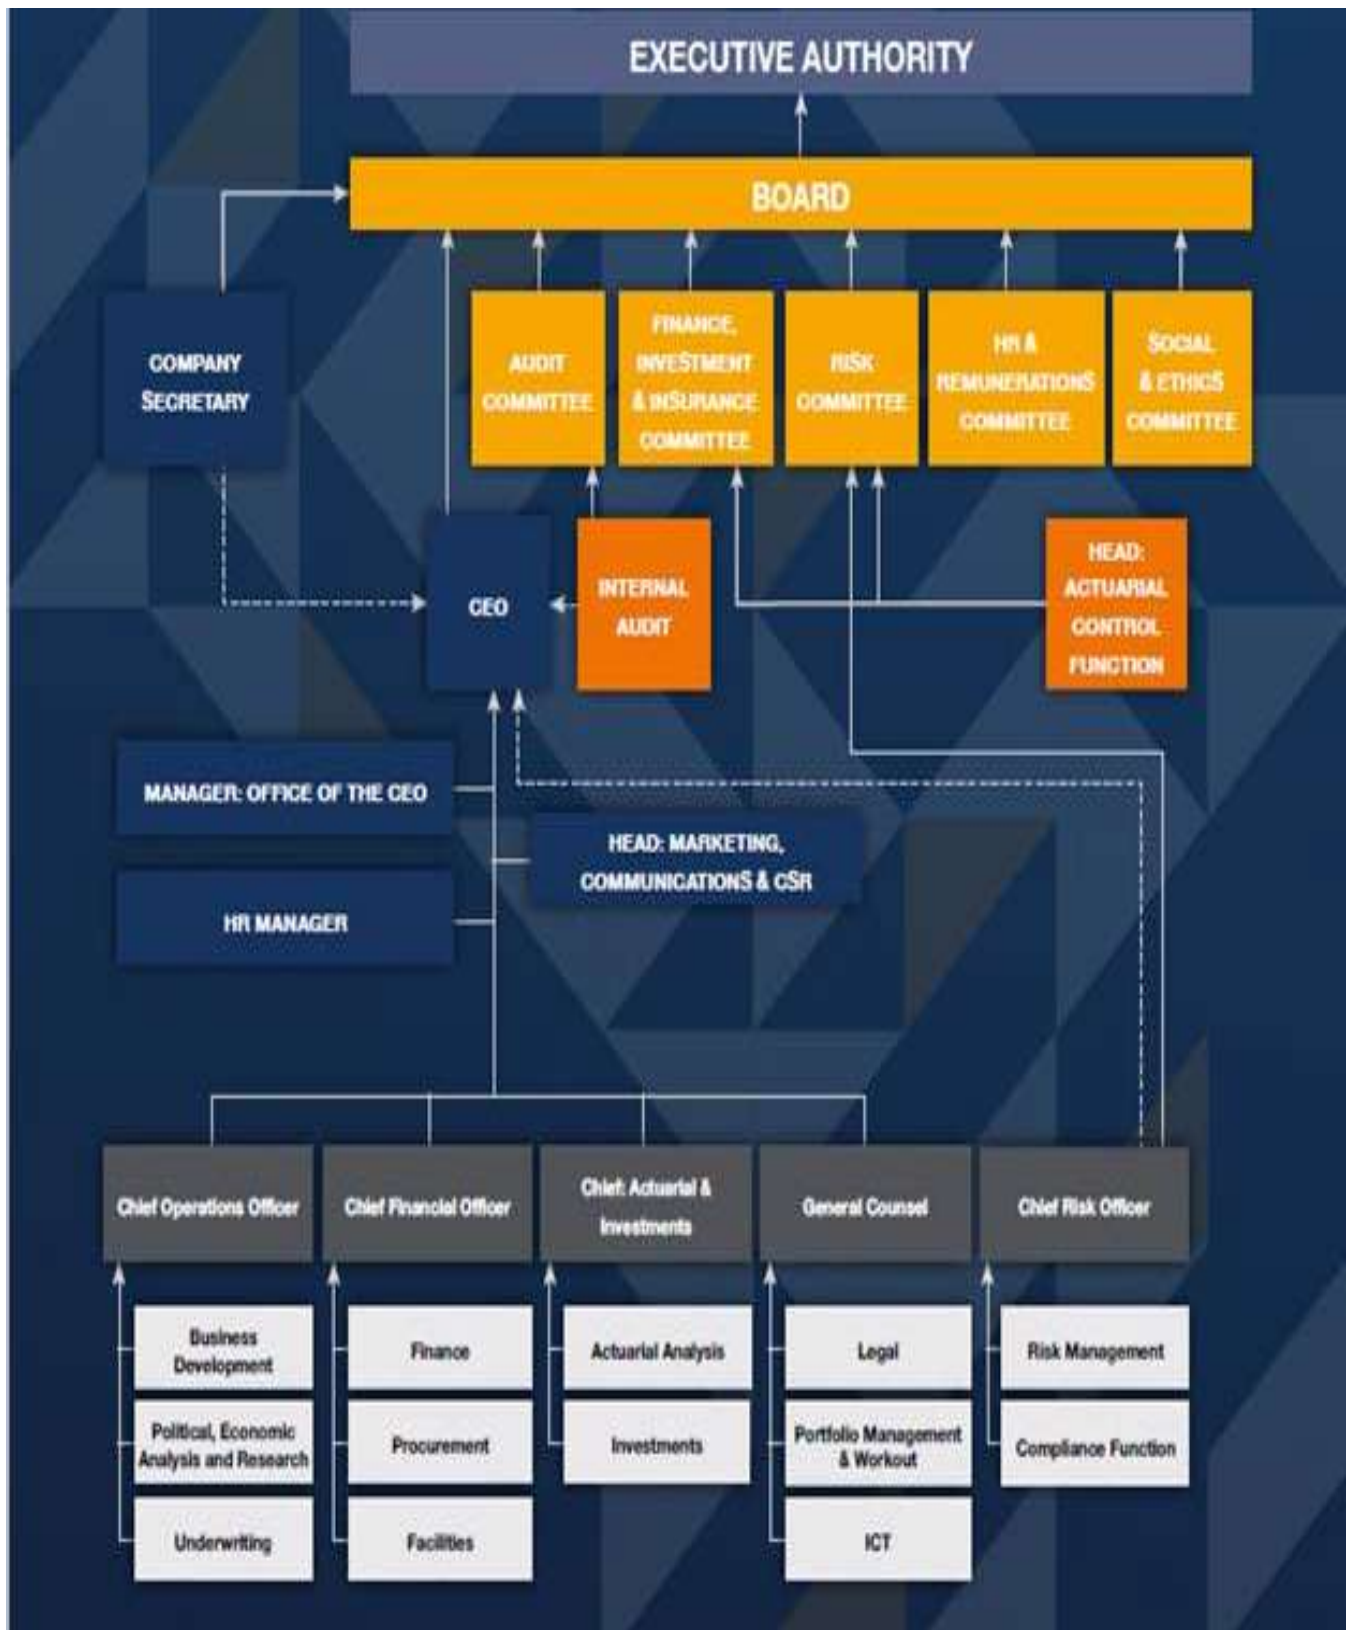 EXECUTIVE AUTHORITY
BOARD
COMPANY
SECRETARY
AUDIT
COMMITTEE
FINANCE,
INVESTMENT
& INSURANCE
COMMITTEE
RISK
COMMITTEE
HR &
REMUNERATIONS
COMMITTEE
SOCIAL
& ETHICS
COMMITTEE
CEO
INTERNAL
AUDIT
HEAD:
ACTUARIAL
CONTROL
FUNCTION
MANAGER: OFFICE OF THE CEO
HEAD: MARKETING,
COMMUNICATIONS & CSR
HR MANAGER
Chief Operations Officer
Chief Financial Officer
Chief: Actuarial &
Investments
General Counsel
Chief Risk Officer
Business
Development
Political, Economic
Analysis and Research
Underwriting
Finance
Procurement
Facilities
Actuarial Analysis
Investments
Legal
Portfolio Management
& Workout
ICT
Risk Management
Compliance Function